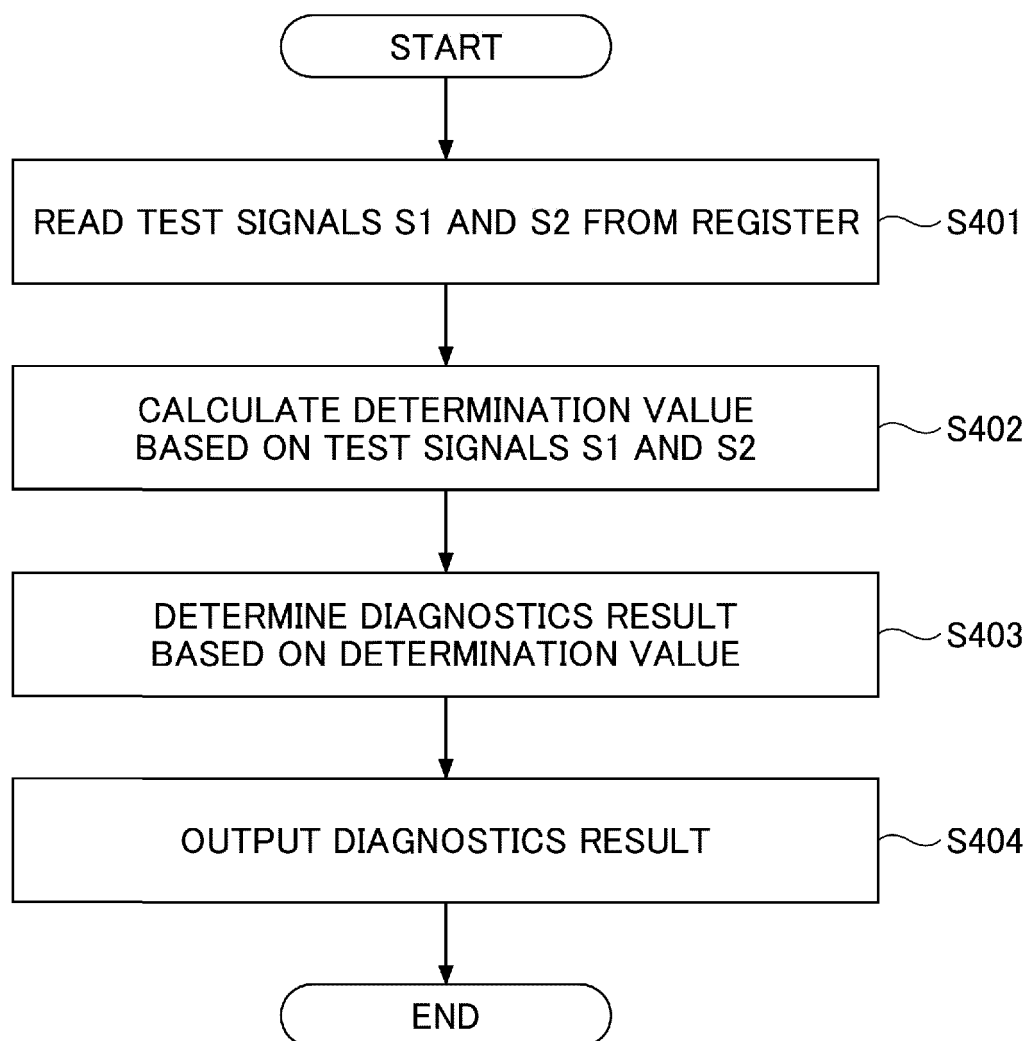 START
READ TEST SIGNALS S1 AND S2 FROM REGISTER
S401
CALCULATE DETERMINATION VALUE
BASED ON TEST SIGNALS S1 AND S2
S402
DETERMINE DIAGNOSTICS RESULT
BASED ON DETERMINATION VALUE
S403
OUTPUT DIAGNOSTICS RESULT
S404
END